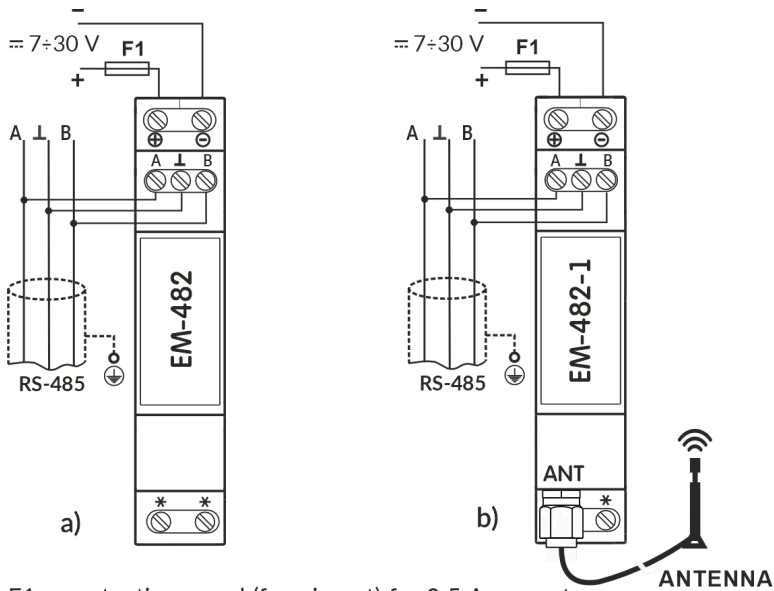 −
⎓ 7÷30 V
F1
+
A ⊥ B
⊕ ⊖
A ⊥ B
EM-482
RS-485
* *
a)
−
⎓ 7÷30 V
F1
+
A ⊥ B
⊕ ⊖
A ⊥ B
EM-482-1
RS-485
ANT
*
b)
ANTENNA